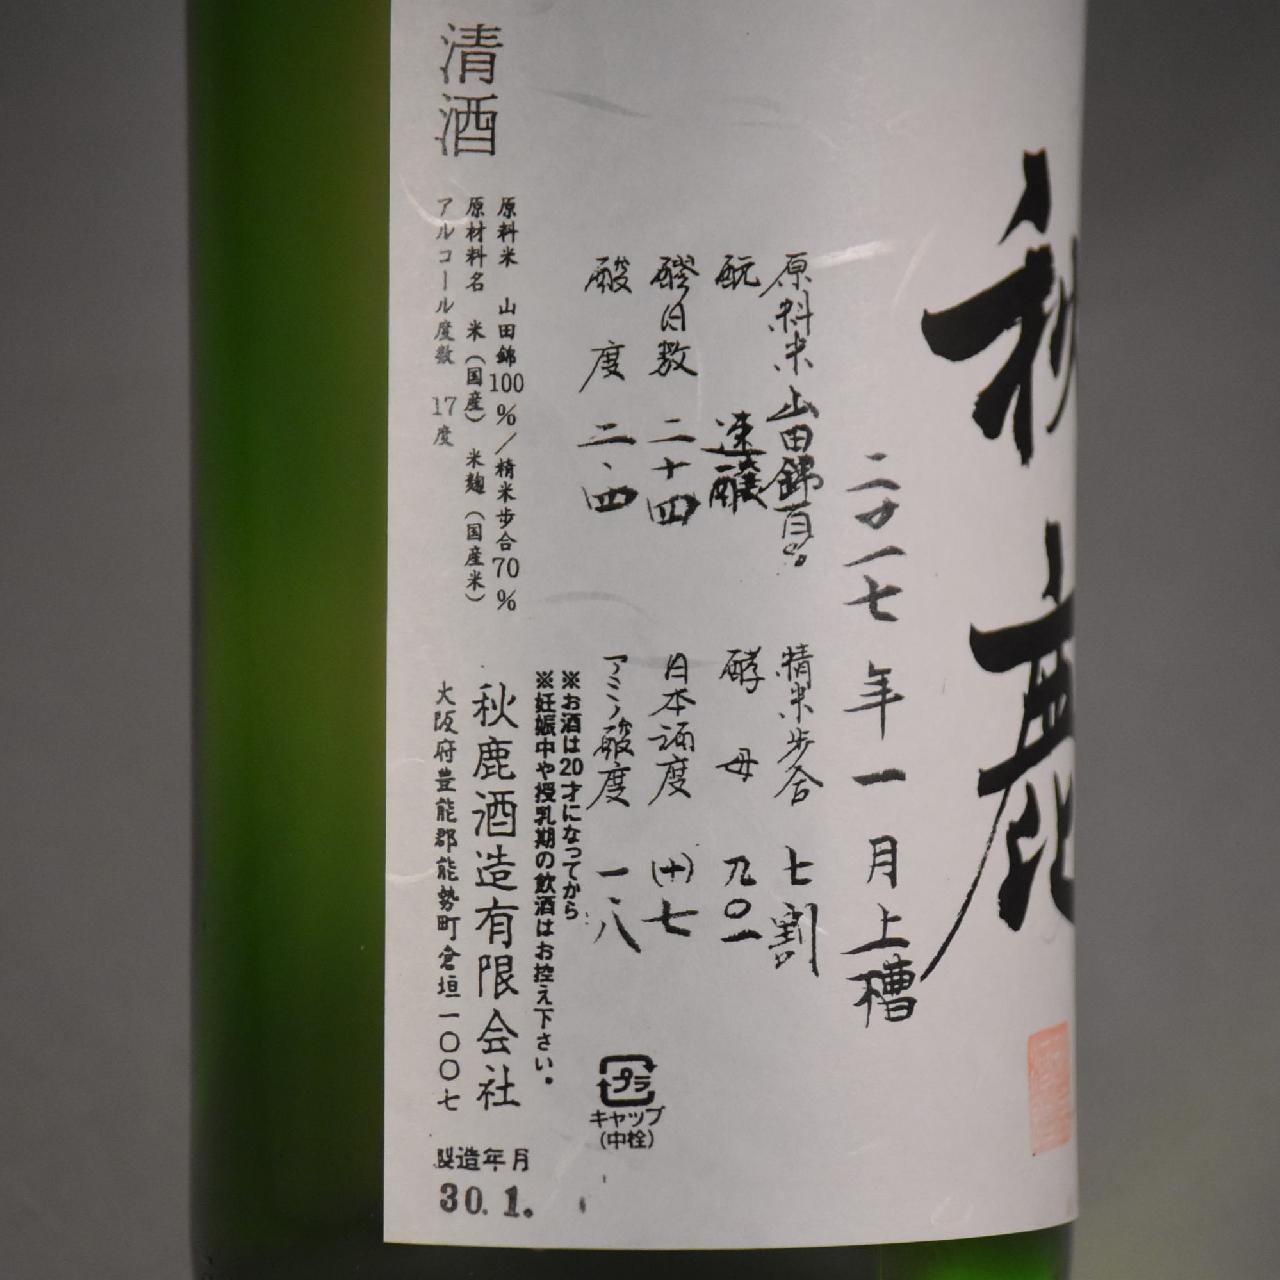 秋鹿
二〇一七年一月上槽
原料米 山田錦百% 精米歩合 七割
酛 速醸 酵母 九〇一
醪日数 二十四 日本酒度 (+)七
酸度 二、四 アミノ酸度 一、八
※お酒は20才になってから
※妊娠中や授乳期の飲酒はお控え下さい。
プラ
キャップ
(中栓)
清酒
原料米 山田錦100%/精米歩合70%
原材料名 米(国産) 米麹(国産米)
アルコール度数 17度
秋鹿酒造有限会社
大阪府豊能郡能勢町倉垣一〇〇七
製造年月
30.1.